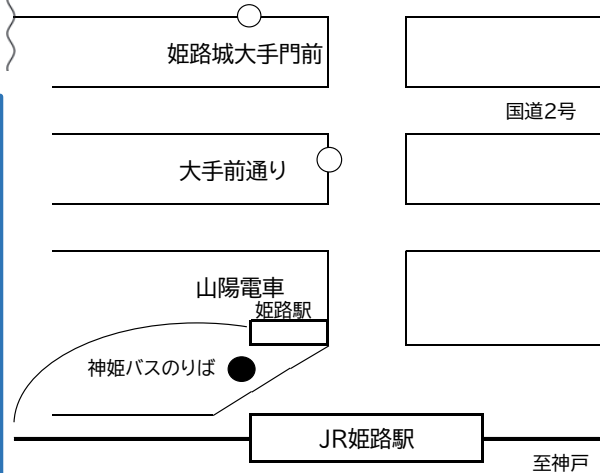 姫路城大手門前
国道2号
大手前通り
山陽電車
姫路駅
神姫バスのりば
JR姫路駅
至神戸